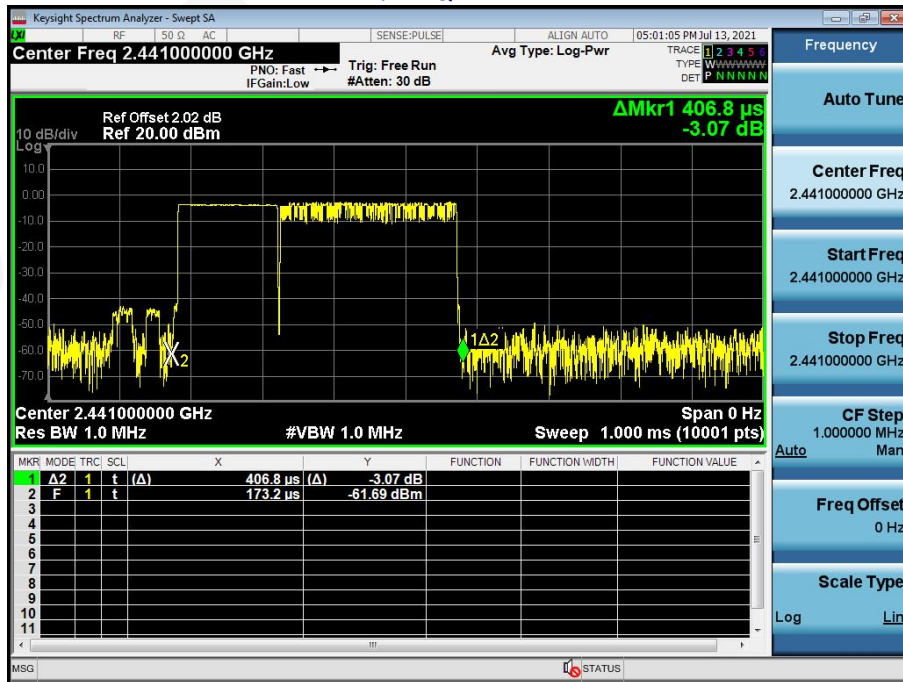 Keysight Spectrum Analyzer - Swept SA
LXI RF 50 Ω AC SENSE:PULSE ALIGN AUTO 05:01:05 PM Jul 13, 2021
Center Freq 2.441000000 GHz Avg Type: Log-Pwr TRACE 1 2 3 4 5 6
PNO: Fast Trig: Free Run TYPE WWWWWW
IFGain:Low #Atten: 30 dB DET P N N N N N
Frequency
ΔMkr1 406.8 µs
-3.07 dB
Ref Offset 2.02 dB
10 dB/div Ref 20.00 dBm
Log
10.0
0.00
-10.0
-20.0
-30.0
-40.0
-50.0
-60.0
-70.0
1Δ2
X2
Center 2.441000000 GHz Span 0 Hz
Res BW 1.0 MHz #VBW 1.0 MHz Sweep 1.000 ms (10001 pts)
MKR MODE TRC SCL X Y FUNCTION FUNCTION WIDTH FUNCTION VALUE
1 Δ2 1 t (Δ) 406.8 µs (Δ) -3.07 dB
2 F 1 t 173.2 µs -61.69 dBm
3
4
5
6
7
8
9
10
11
Auto Tune
Center Freq
2.441000000 GHz
Start Freq
2.441000000 GHz
Stop Freq
2.441000000 GHz
CF Step
1.000000 MHz
Auto Man
Freq Offset
0 Hz
Scale Type
Log Lin
MSG STATUS